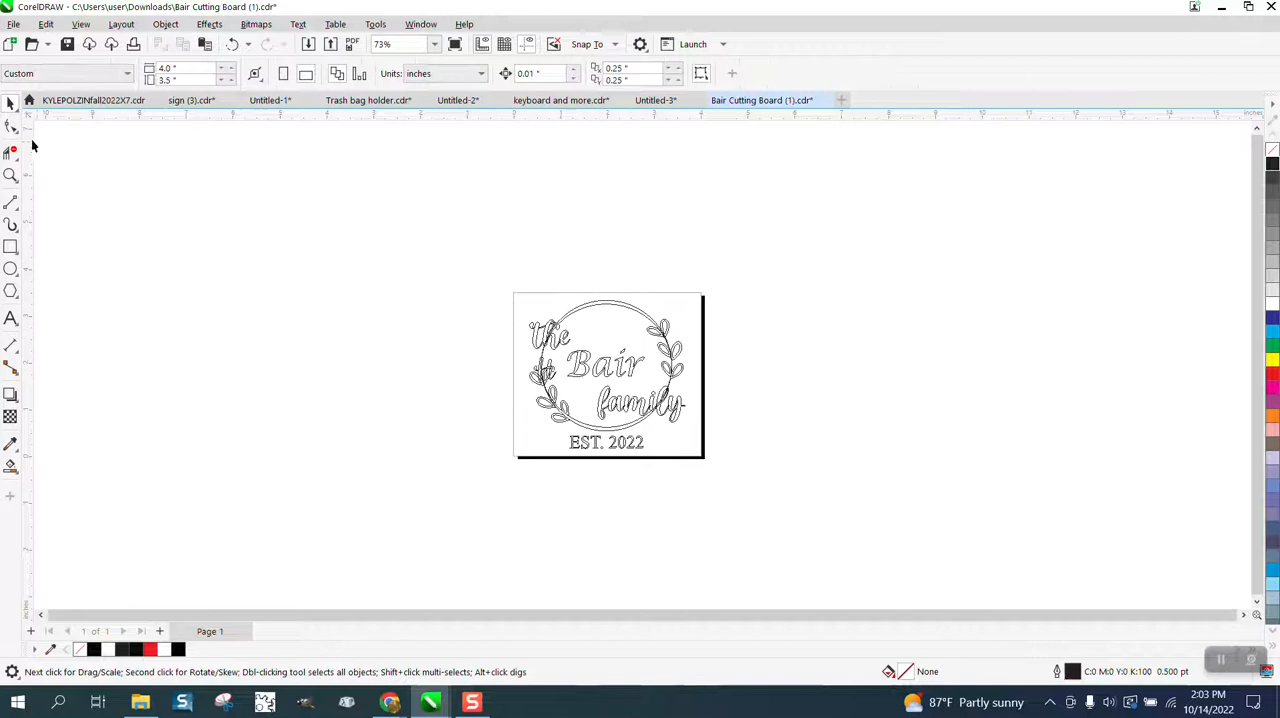 CorelDRAW - C:\Users\user\Downloads\Bair Cutting Board (1).cdr*
File Edit View Layout Object Effects Bitmaps Text Table Tools Window Help
PDF 73% Snap To Launch
Custom 4.0 " 3.5 " Units: inches 0.01 " 0.25 " 0.25 "
KYLEPOLZINfall2022X7.cdr sign (3).cdr* Untitled-1* Trash bag holder.cdr* Untitled-2* keyboard and more.cdr* Untitled-3* Bair Cutting Board (1).cdr*
inches
the
Bair
family
EST. 2022
inches
1 of 1 Page 1
Next click for Drag/Scale; Second click for Rotate/Skew; Dbl-clicking tool selects all objects; Shift+click multi-selects; Alt+click digs None C:0 M:0 Y:0 K:100 0.500 pt
87°F Partly sunny 2:03 PM
10/14/2022